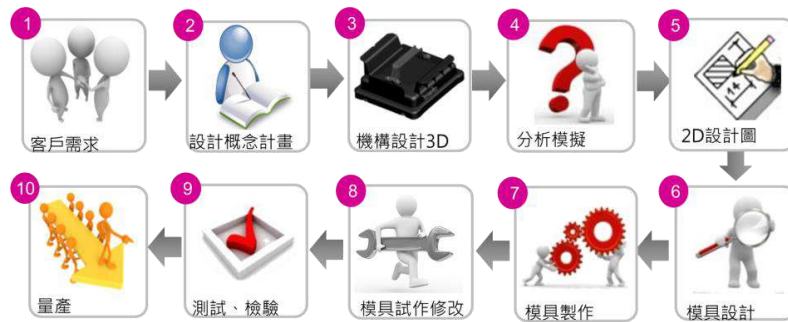 1
客戶需求
2
設計概念計畫
3
機構設計3D
4
分析模擬
5
14
2D設計圖
10
量產
9
測試、檢驗
8
模具試作修改
7
模具製作
6
模具設計